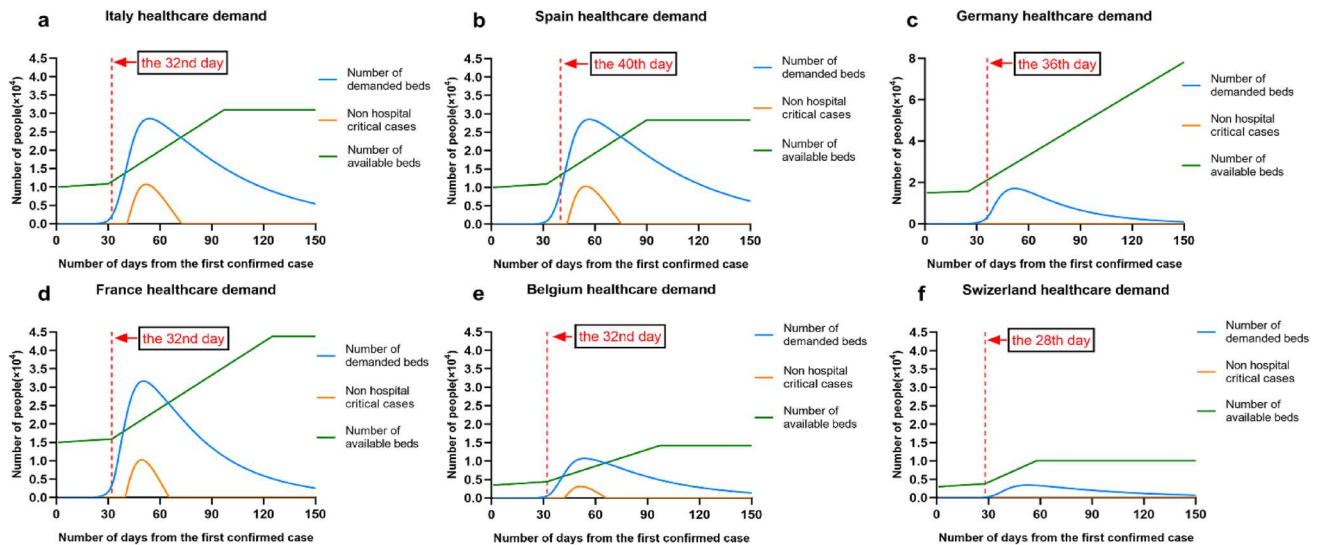 a
Italy healthcare demand
Number of people(×10⁴)
4.5
4.0
3.5
3.0
2.5
2.0
1.5
1.0
0.5
0.0
the 32nd day
Number of
demanded beds
Non hospital
critical cases
Number of
available beds
0 30 60 90 120 150
Number of days from the first confirmed case
b
Spain healthcare demand
Number of people(×10⁴)
4.5
4.0
3.5
3.0
2.5
2.0
1.5
1.0
0.5
0.0
the 40th day
Number of
demanded beds
Non hospital
critical cases
Number of
available beds
0 30 60 90 120 150
Number of days from the first confirmed case
c
Germany healthcare demand
Number of people(×10⁴)
8
6
4
2
0
the 36th day
Number of
demanded beds
Non hospital
critical cases
Number of
available beds
0 30 60 90 120 150
Number of days from the first confirmed case
d
France healthcare demand
Number of people(×10⁴)
4.5
4.0
3.5
3.0
2.5
2.0
1.5
1.0
0.5
0.0
the 32nd day
Number of
demanded beds
Non hospital
critical cases
Number of
available beds
0 30 60 90 120 150
Number of days from the first confirmed case
e
Belgium healthcare demand
Number of people(×10⁴)
4.5
4.0
3.5
3.0
2.5
2.0
1.5
1.0
0.5
0.0
the 32nd day
Number of
demanded beds
Non hospital
critical cases
Number of
available beds
0 30 60 90 120 150
Number of days from the first confirmed case
f
Swizerland healthcare demand
Number of people(×10⁴)
4.5
4.0
3.5
3.0
2.5
2.0
1.5
1.0
0.5
0.0
the 28th day
Number of
demanded beds
Non hospital
critical cases
Number of
available beds
0 30 60 90 120 150
Number of days from the first confirmed case